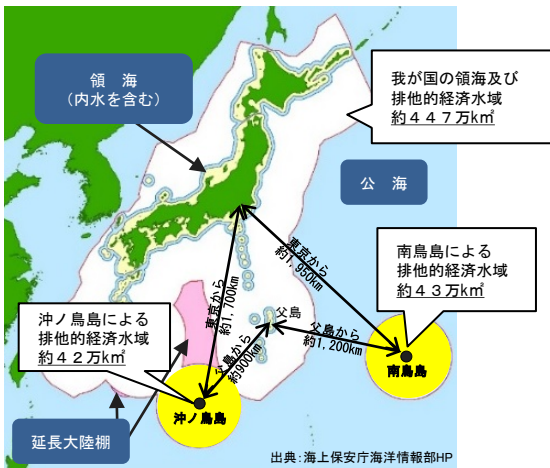 領 海
(内水を含む)
我が国の領海及び
排他的経済水域
約447万k㎡
公 海
東京から
約1,950km
南鳥島による
排他的経済水域
約43万k㎡
東京から
約1,700km
父島
沖ノ鳥島による
排他的経済水域
約42万k㎡
父島から
約900km
父島から
約1,200km
南鳥島
沖ノ鳥島
延長大陸棚
出典:海上保安庁海洋情報部HP